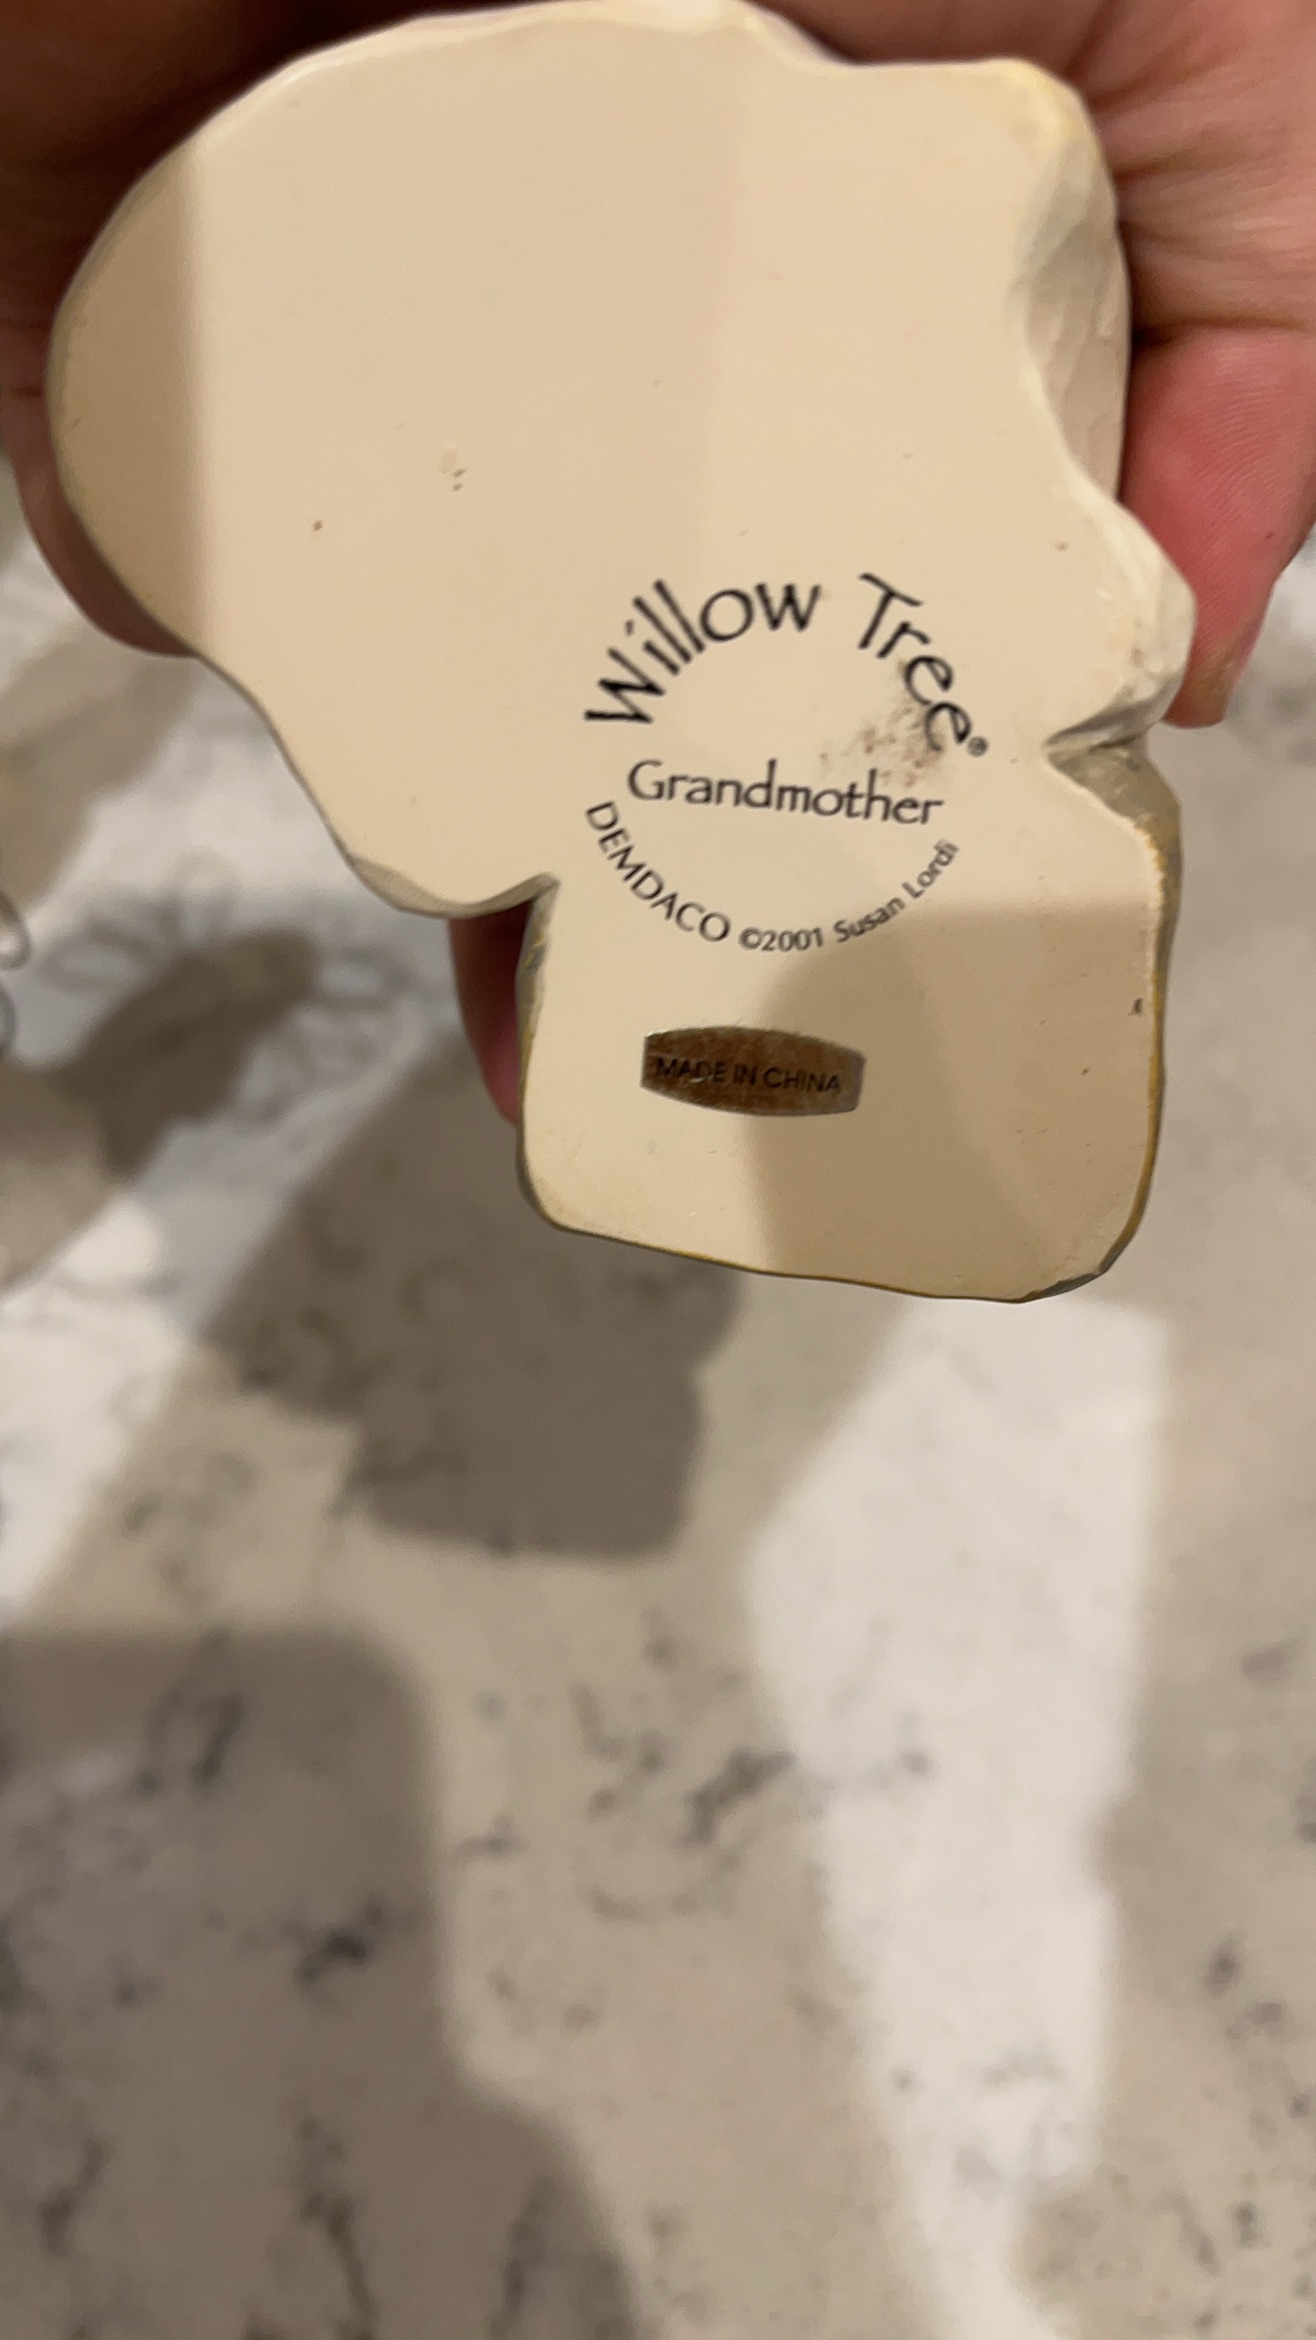 Willow Tree®
Grandmother
DEMDACO ©2001 Susan Lordi
MADE IN CHINA